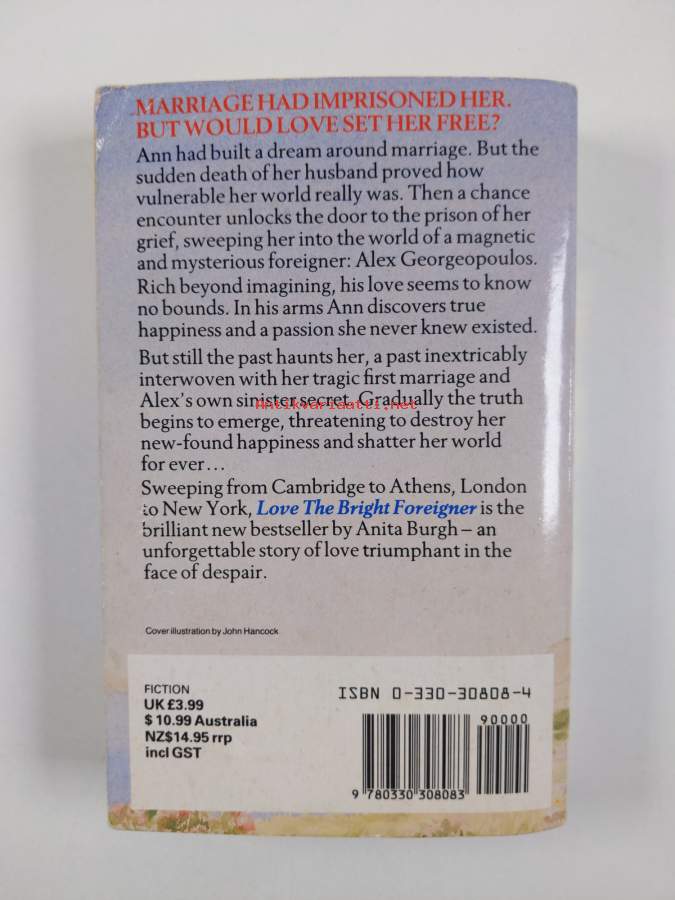 MARRIAGE HAD IMPRISONED HER.
BUT WOULD LOVE SET HER FREE?
Ann had built a dream around marriage. But the
sudden death of her husband proved how
vulnerable her world really was. Then a chance
encounter unlocks the door to the prison of her
grief, sweeping her into the world of a magnetic
and mysterious foreigner: Alex Georgeopoulos.
Rich beyond imagining, his love seems to know
no bounds. In his arms Ann discovers true
happiness and a passion she never knew existed.
But still the past haunts her, a past inextricably
interwoven with her tragic first marriage and
Alex's own sinister secret. Gradually the truth
Antikvariaatti.net
begins to emerge, threatening to destroy her
new-found happiness and shatter her world
for ever...
Sweeping from Cambridge to Athens, London
to New York, Love The Bright Foreigner is the
brilliant new bestseller by Anita Burgh – an
unforgettable story of love triumphant in the
face of despair.
Cover illustration by John Hancock
FICTION
UK £3.99
$ 10.99 Australia
NZ$14.95 rrp
incl GST
ISBN 0-330-30808-4
90000
9 780330 308083